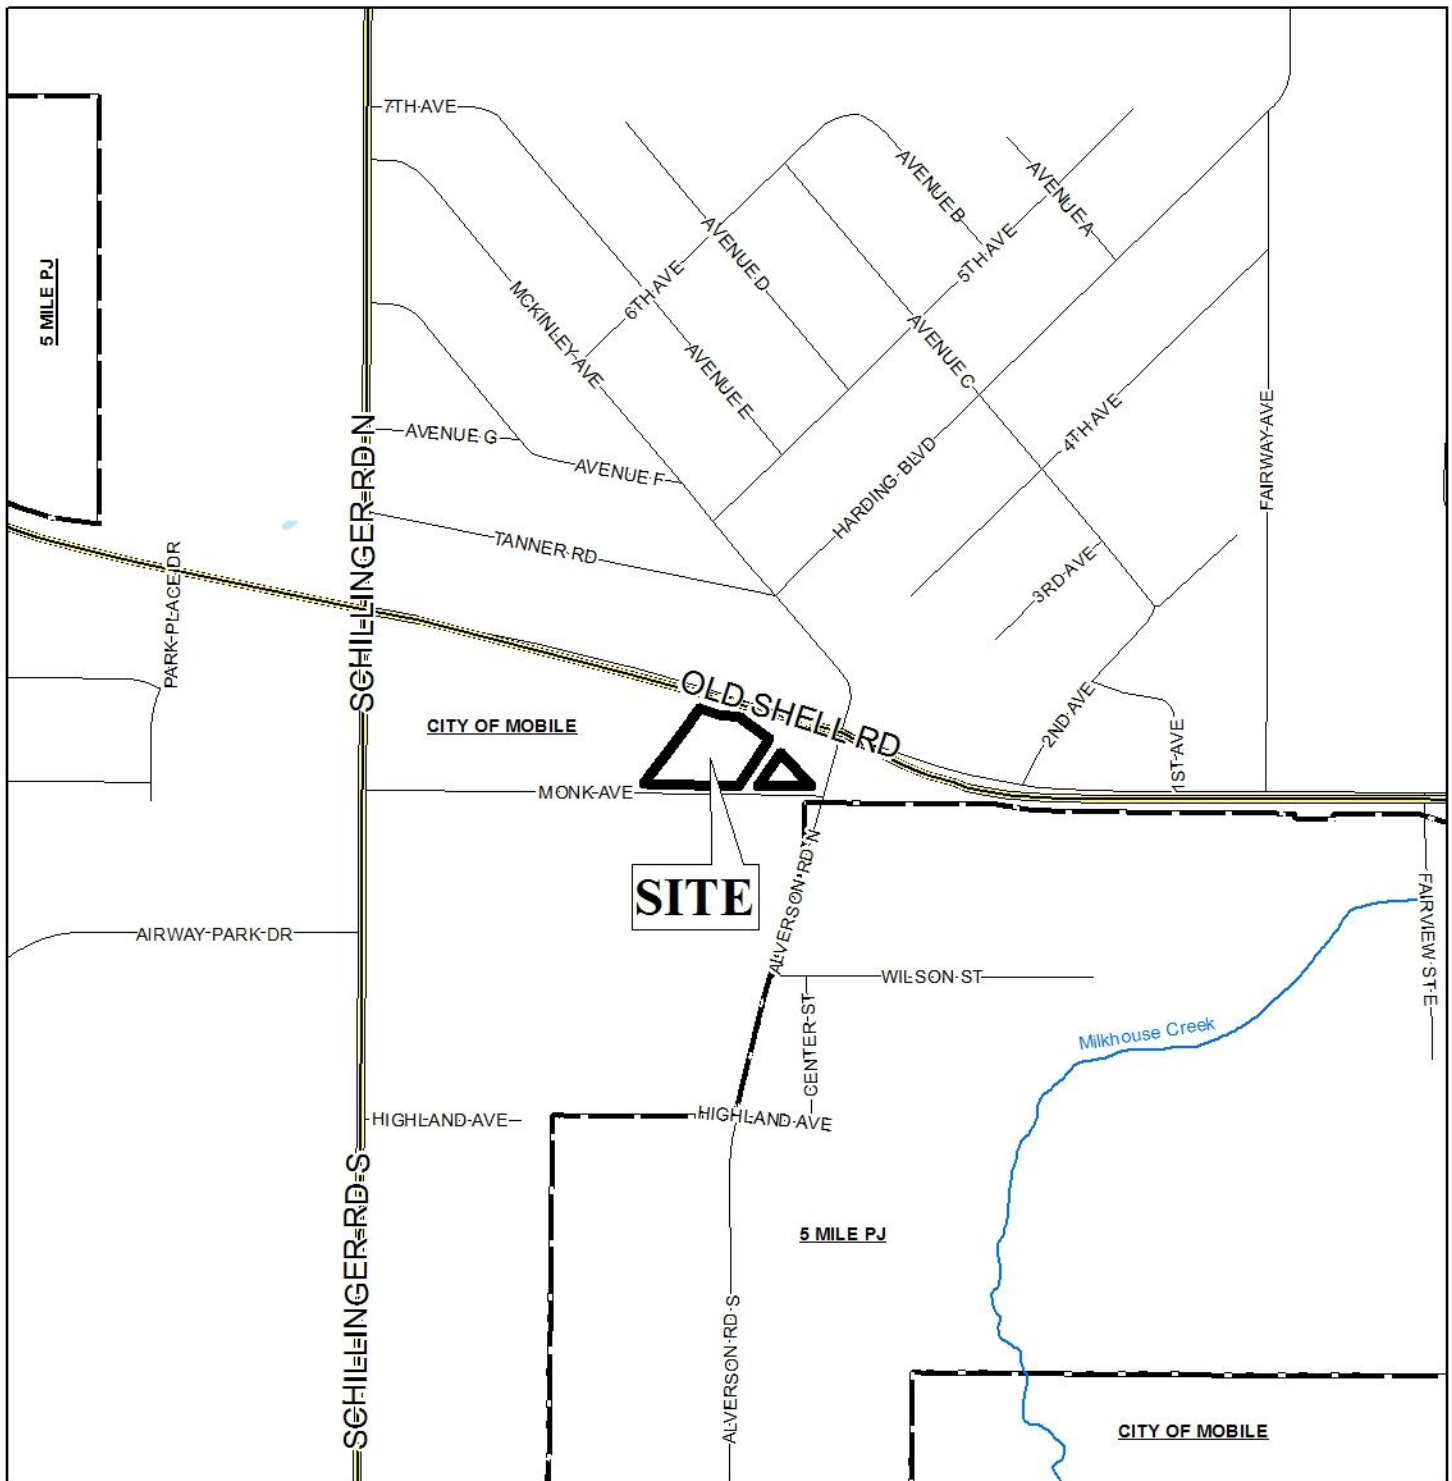 7TH AVE
AVENUE B
AVENUE A
AVENUE D
5TH AVE
6TH AVE
5 MILE PJ
MCKINLEY AVE
AVENUE C
AVENUE E
4TH AVE
FAIRWAY AVE
AVENUE G
AVENUE F
HARDING BLVD
SCHILLINGER RD N
TANNER RD
3RD AVE
PARK PLACE DR
OLD SHELL RD
CITY OF MOBILE
2ND AVE
1ST AVE
MONK AVE
SITE
ALVERSON RD N
AIRWAY PARK DR
FAIRVIEW ST E
WILSON ST
CENTER ST
Milkhouse Creek
HIGHLAND AVE
HIGHLAND AVE
SCHILLINGER RD S
5 MILE PJ
ALVERSON RD S
CITY OF MOBILE